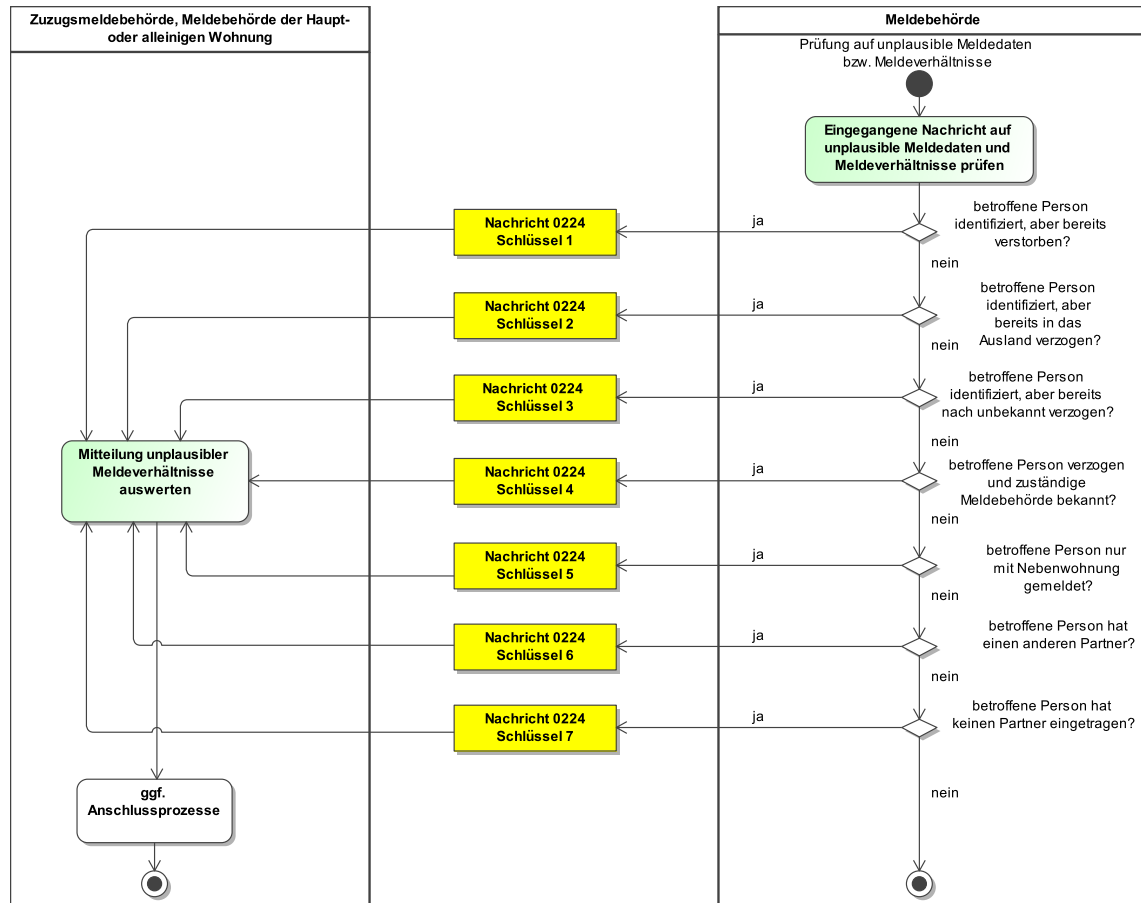 Zuzugsmeldebehörde, Meldebehörde der Haupt-
oder alleinigen Wohnung
Meldebehörde
Prüfung auf unplausible Meldedaten
bzw. Meldeverhältnisse
Eingegangene Nachricht auf
unplausible Meldedaten und
Meldeverhältnisse prüfen
betroffene Person
identifiziert, aber bereits
verstorben?
ja
Nachricht 0224
Schlüssel 1
nein
betroffene Person
identifiziert, aber
bereits in das
Ausland verzogen?
ja
Nachricht 0224
Schlüssel 2
nein
betroffene Person
identifiziert, aber bereits
nach unbekannt verzogen?
ja
Nachricht 0224
Schlüssel 3
nein
betroffene Person verzogen
und zuständige
Meldebehörde bekannt?
ja
Nachricht 0224
Schlüssel 4
nein
betroffene Person nur
mit Nebenwohnung
gemeldet?
ja
Nachricht 0224
Schlüssel 5
nein
betroffene Person hat
einen anderen Partner?
ja
Nachricht 0224
Schlüssel 6
nein
betroffene Person hat
keinen Partner eingetragen?
ja
Nachricht 0224
Schlüssel 7
nein
Mitteilung unplausibler
Meldeverhältnisse
auswerten
ggf.
Anschlussprozesse